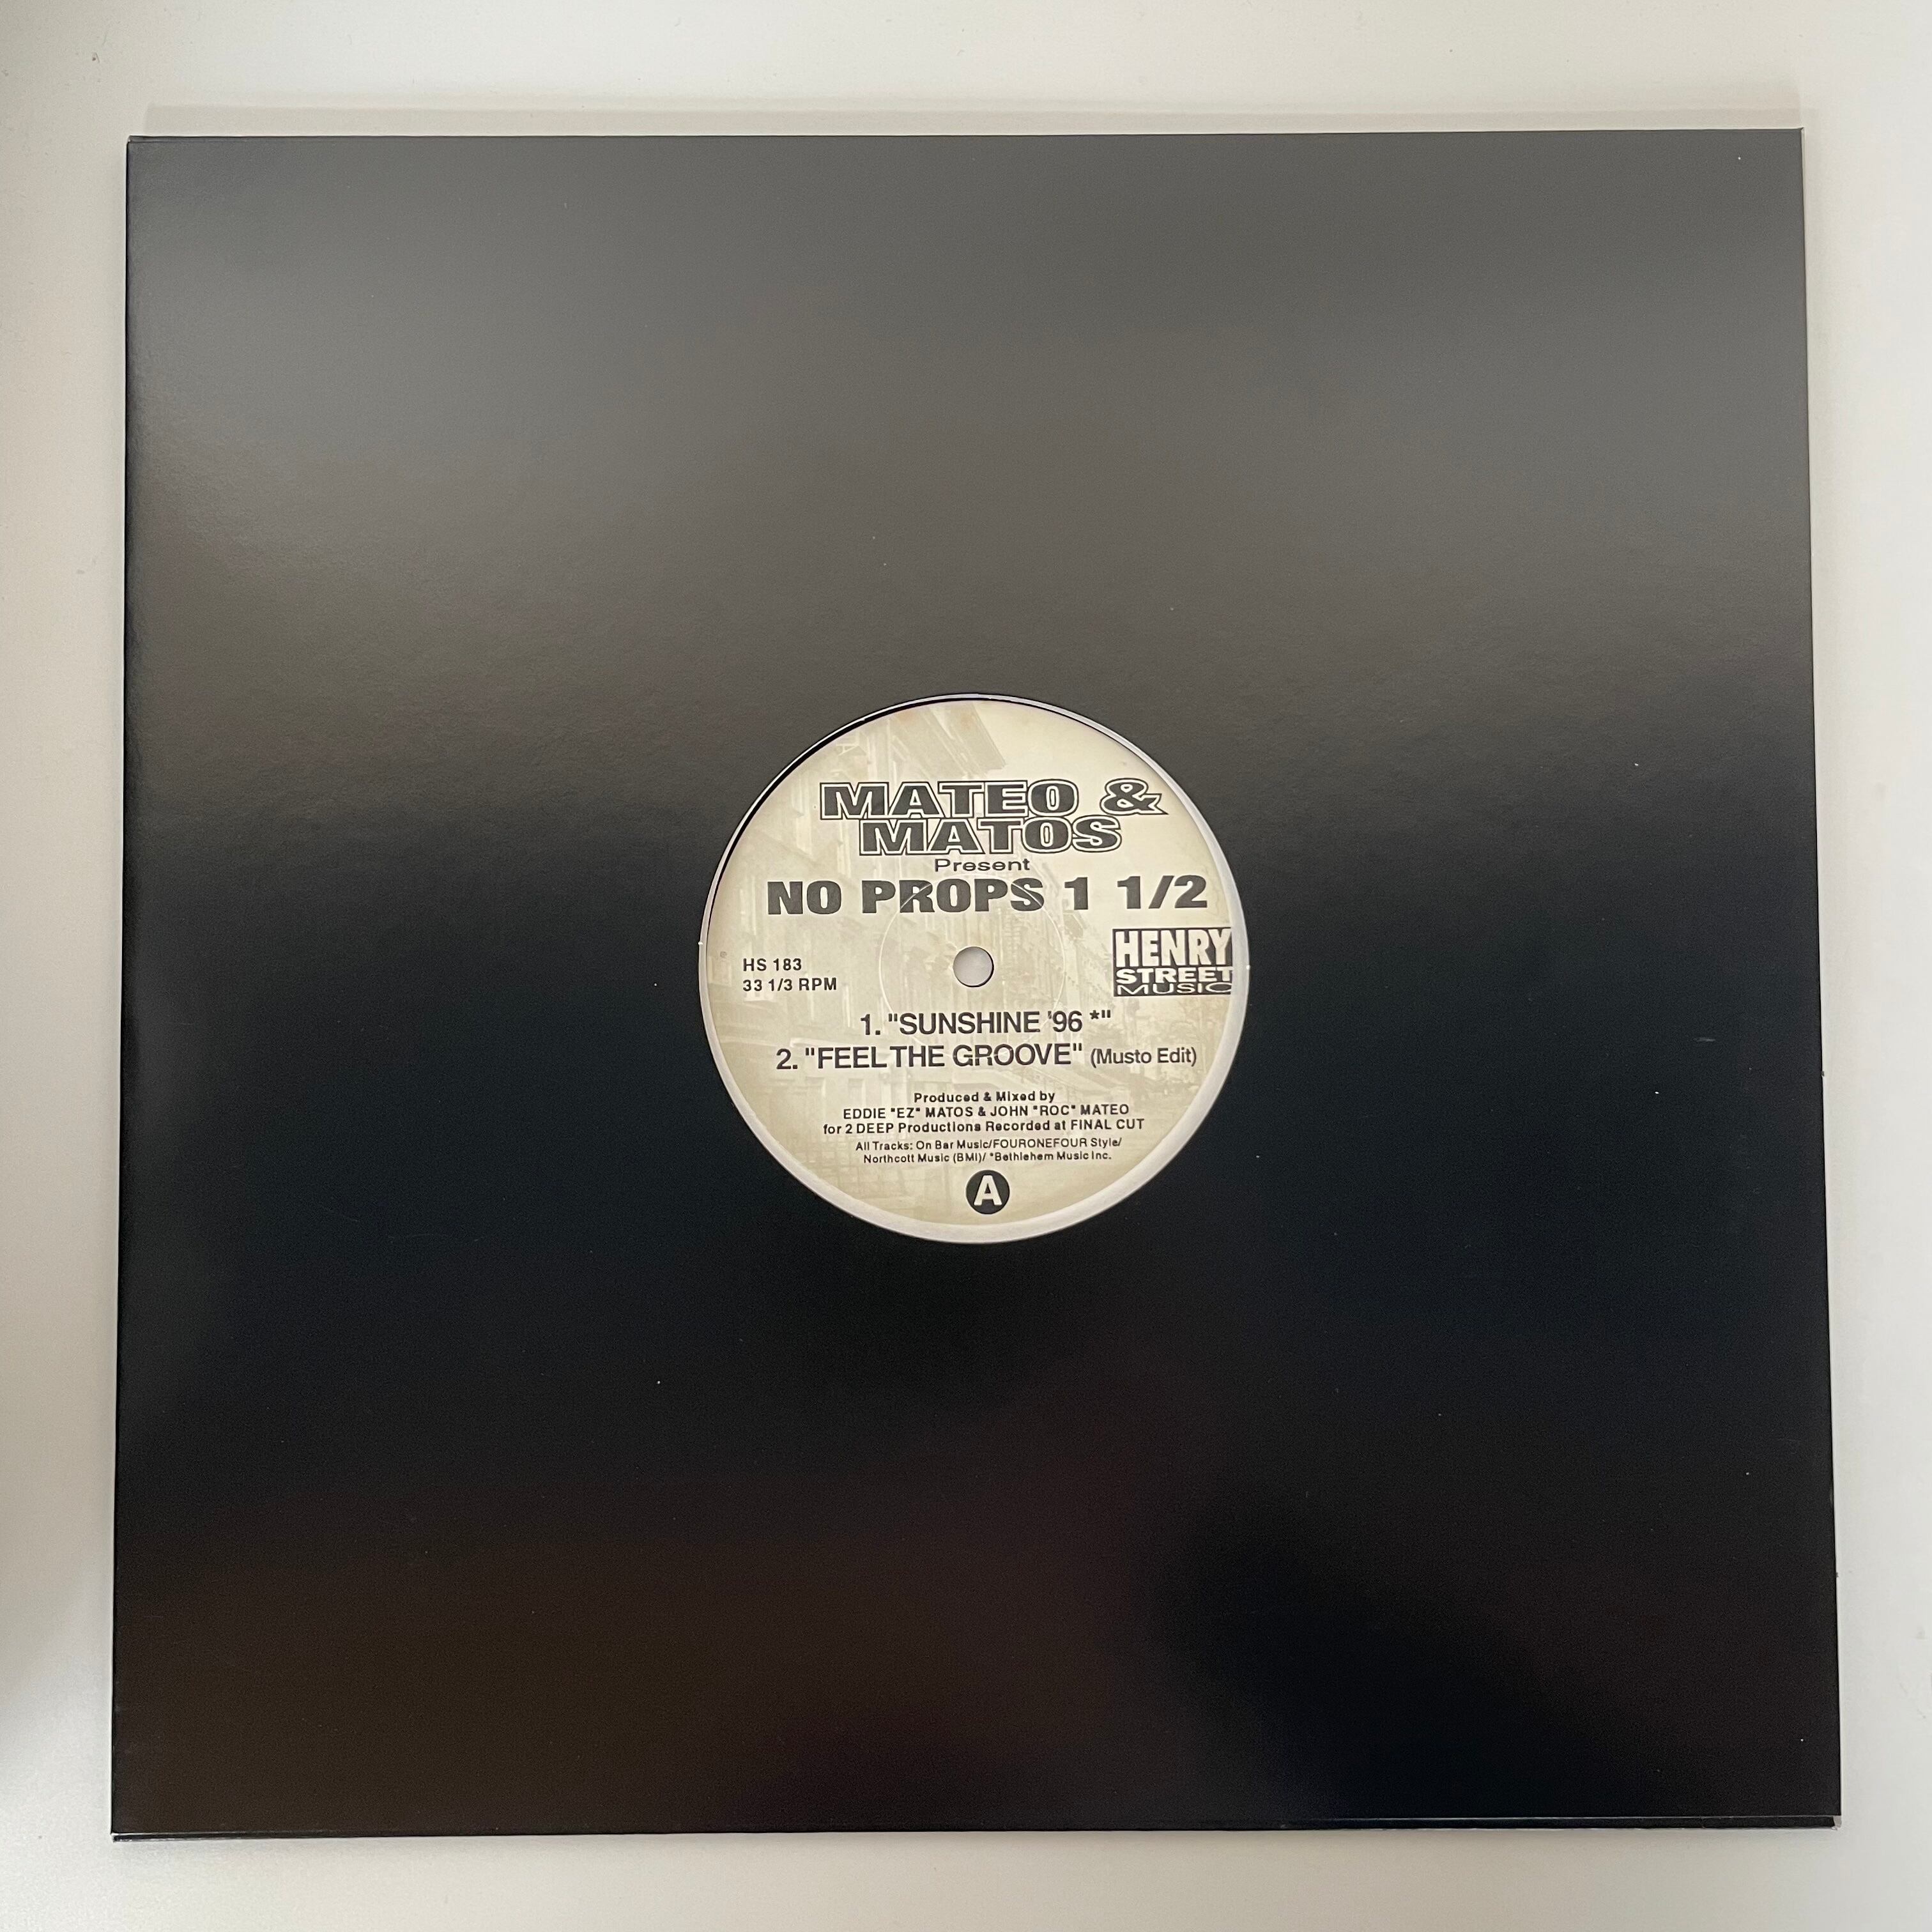 MATEO &
MATOS
Present
NO PROPS 1 1/2
HENRY
STREET
MUSIC
HS 183
33 1/3 RPM
1. "SUNSHINE '96 *"
2. "FEEL THE GROOVE" (Musto Edit)
Produced & Mixed by
EDDIE "EZ" MATOS & JOHN "ROC" MATEO
for 2 DEEP Productions Recorded at FINAL CUT
All Tracks: On Bar Music/FOURONEFOUR Style/
Northcott Music (BMI)/ *Bethlehem Music Inc.
A